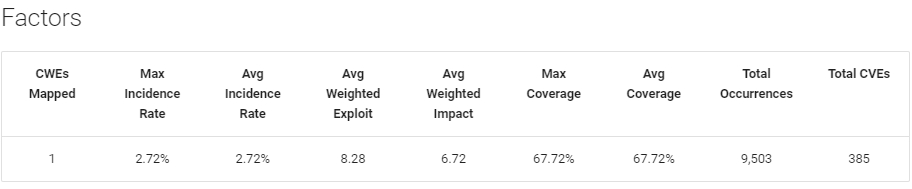 Factors
CWEs Mapped Max Incidence Rate Avg Incidence Rate Avg Weighted Exploit Avg Weighted Impact Max Coverage Avg Coverage Total Occurrences Total CVEs
1 2.72% 2.72% 8.28 6.72 67.72% 67.72% 9,503 385